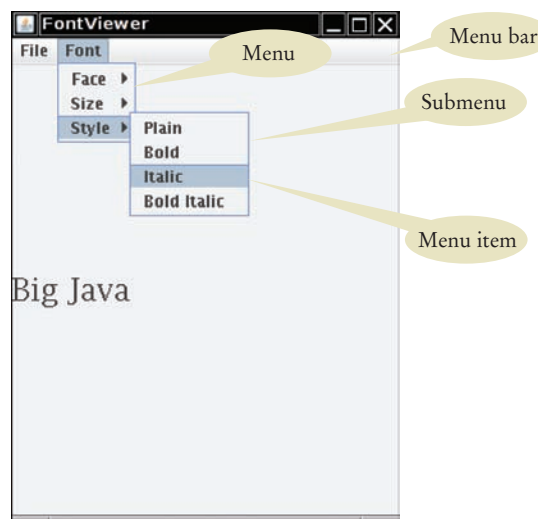 FontViewer
Menu bar
File Font
Menu
Face
Size
Submenu
Style
Plain
Bold
Italic
Bold Italic
Menu item
Big Java